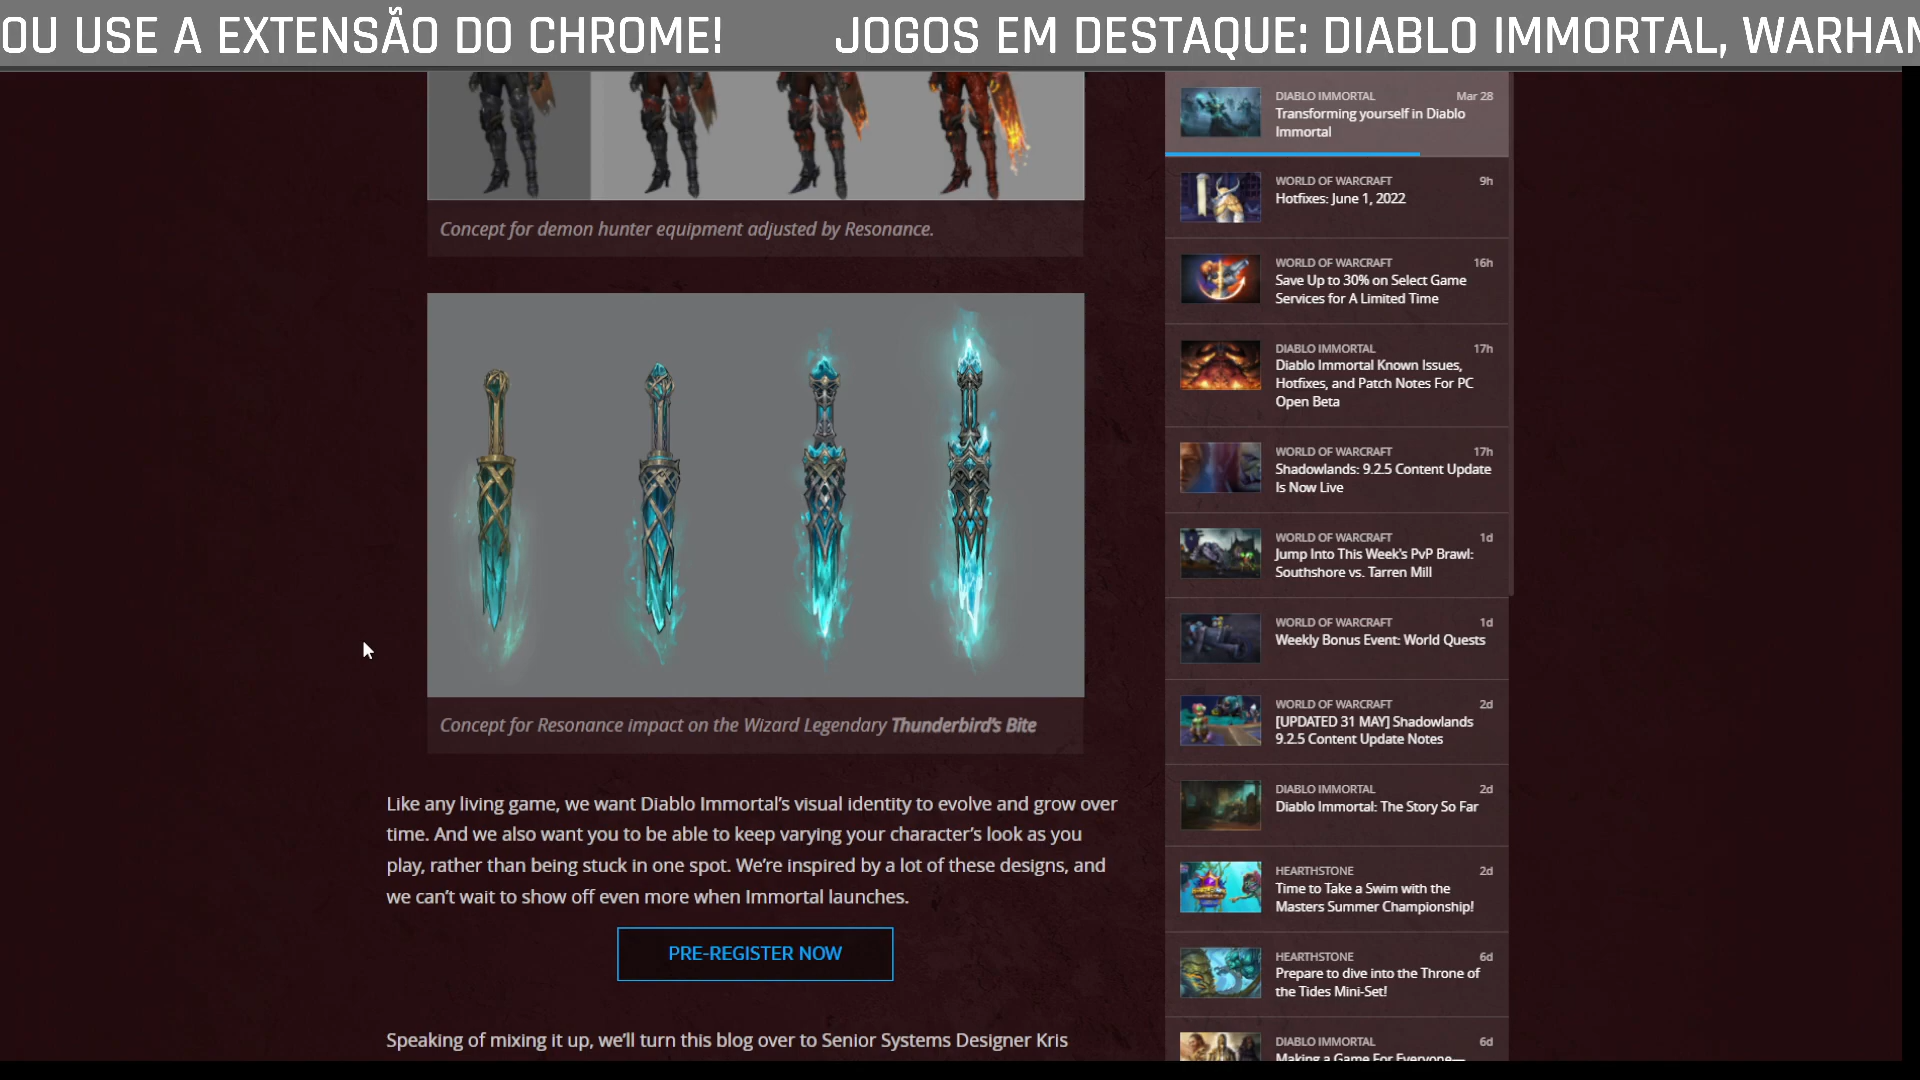 OU USE A EXTENSÃO DO CHROME! JOGOS EM DESTAQUE: DIABLO IMMORTAL, WARHAM
Concept for demon hunter equipment adjusted by Resonance.
Concept for Resonance impact on the Wizard Legendary Thunderbird's Bite
Like any living game, we want Diablo Immortal's visual identity to evolve and grow over
time. And we also want you to be able to keep varying your character's look as you
play, rather than being stuck in one spot. We're inspired by a lot of these designs, and
we can't wait to show off even more when Immortal launches.
PRE-REGISTER NOW
Speaking of mixing it up, we'll turn this blog over to Senior Systems Designer Kris
DIABLO IMMORTAL Mar 28
Transforming yourself in Diablo
Immortal
WORLD OF WARCRAFT 9h
Hotfixes: June 1, 2022
WORLD OF WARCRAFT 16h
Save Up to 30% on Select Game
Services for A Limited Time
DIABLO IMMORTAL 17h
Diablo Immortal Known Issues,
Hotfixes, and Patch Notes For PC
Open Beta
WORLD OF WARCRAFT 17h
Shadowlands: 9.2.5 Content Update
Is Now Live
WORLD OF WARCRAFT 1d
Jump Into This Week's PvP Brawl:
Southshore vs. Tarren Mill
WORLD OF WARCRAFT 1d
Weekly Bonus Event: World Quests
WORLD OF WARCRAFT 2d
[UPDATED 31 MAY] Shadowlands
9.2.5 Content Update Notes
DIABLO IMMORTAL 2d
Diablo Immortal: The Story So Far
HEARTHSTONE 2d
Time to Take a Swim with the
Masters Summer Championship!
HEARTHSTONE 6d
Prepare to dive into the Throne of
the Tides Mini-Set!
DIABLO IMMORTAL 6d
Making a Game For Everyone—